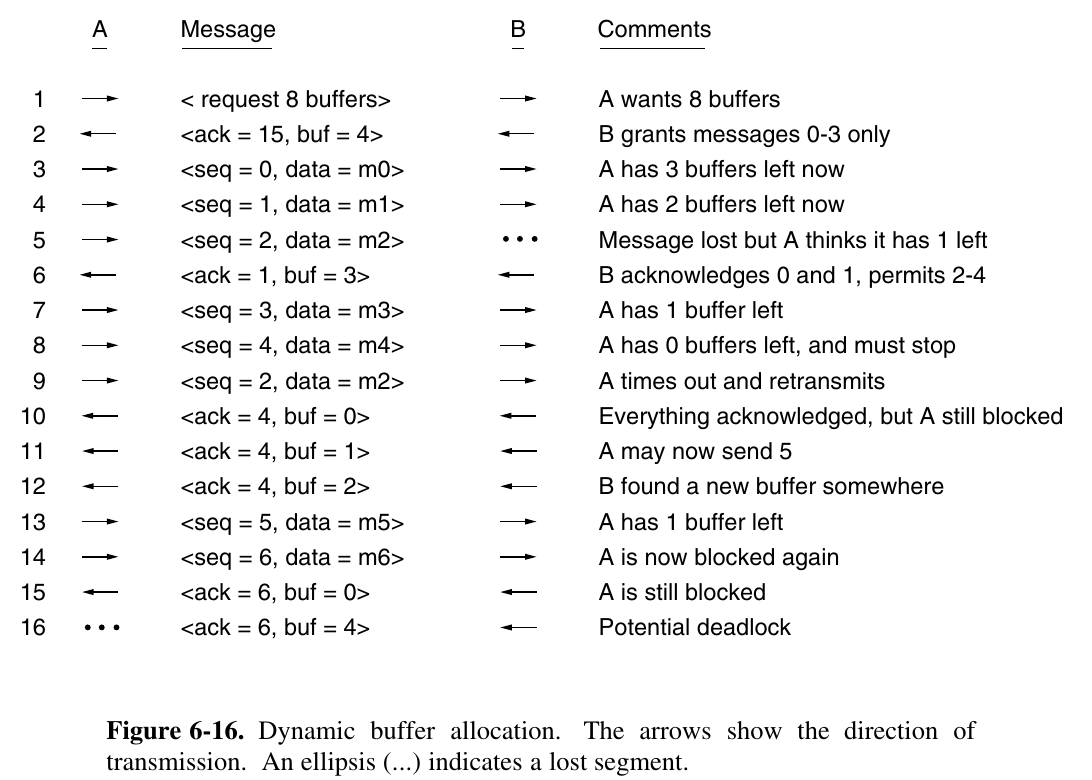 A Message B Comments
1 → < request 8 buffers> → A wants 8 buffers
2 ← <ack = 15, buf = 4> ← B grants messages 0-3 only
3 → <seq = 0, data = m0> → A has 3 buffers left now
4 → <seq = 1, data = m1> → A has 2 buffers left now
5 → <seq = 2, data = m2> ••• Message lost but A thinks it has 1 left
6 ← <ack = 1, buf = 3> ← B acknowledges 0 and 1, permits 2-4
7 → <seq = 3, data = m3> → A has 1 buffer left
8 → <seq = 4, data = m4> → A has 0 buffers left, and must stop
9 → <seq = 2, data = m2> → A times out and retransmits
10 ← <ack = 4, buf = 0> ← Everything acknowledged, but A still blocked
11 ← <ack = 4, buf = 1> ← A may now send 5
12 ← <ack = 4, buf = 2> ← B found a new buffer somewhere
13 → <seq = 5, data = m5> → A has 1 buffer left
14 → <seq = 6, data = m6> → A is now blocked again
15 ← <ack = 6, buf = 0> ← A is still blocked
16 ••• <ack = 6, buf = 4> ← Potential deadlock
Figure 6-16. Dynamic buffer allocation. The arrows show the direction of
transmission. An ellipsis (...) indicates a lost segment.